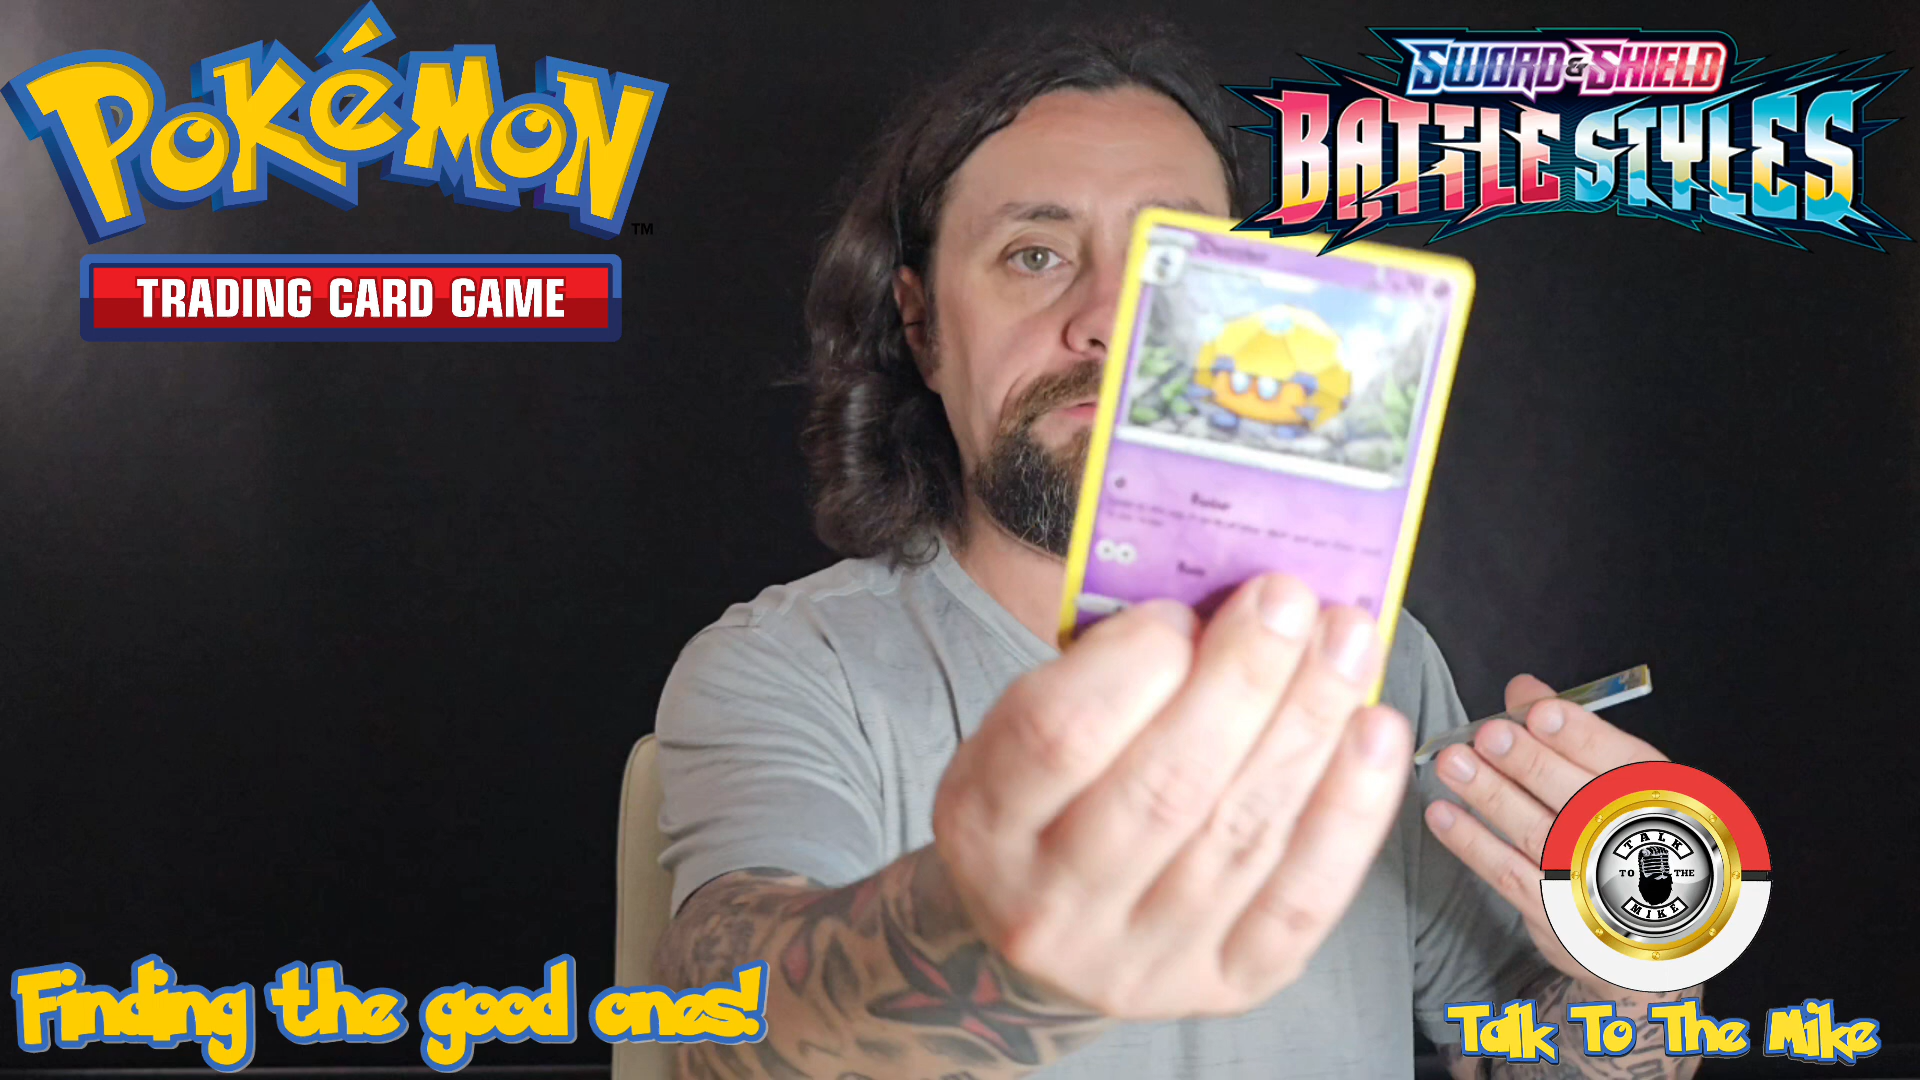 POKéMON
TM
TRADING CARD GAME
SWORD & SHIELD
BATTLE STYLES
TALK
TO THE
MIKE
Finding the good ones!
Talk To The Mike